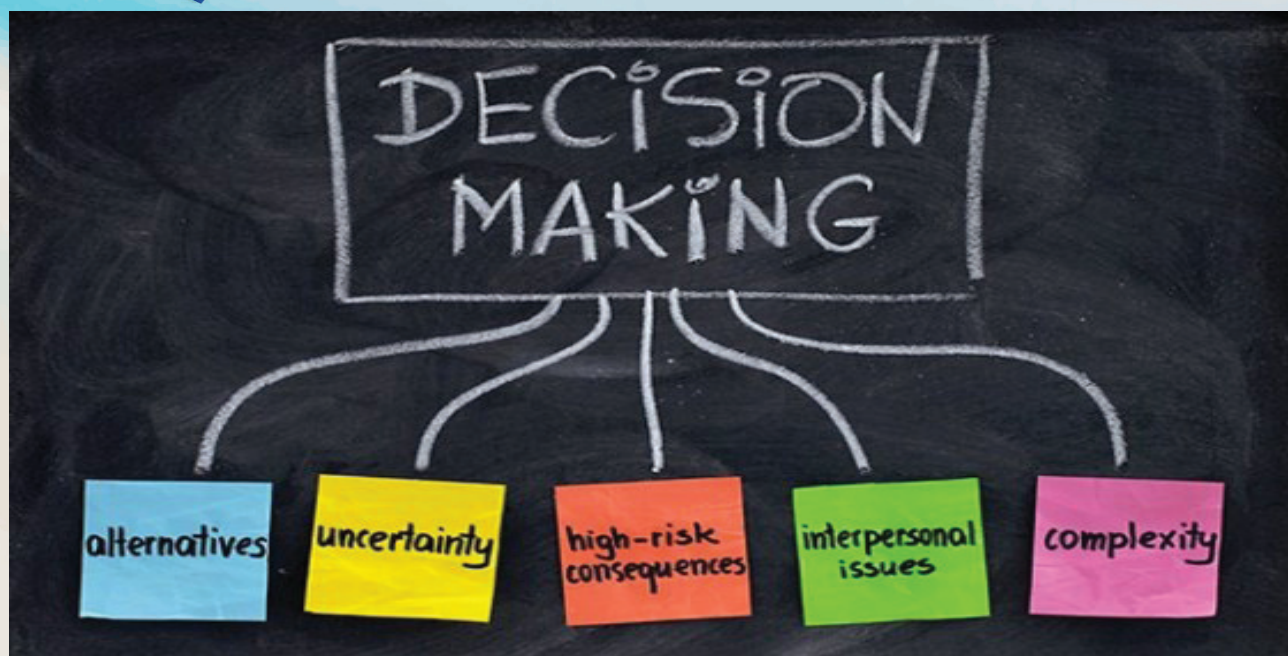 DECiSiON
MAKiNG
alternatives
uncertainty
high-risk
consequences
interpersonal
issues
complexity